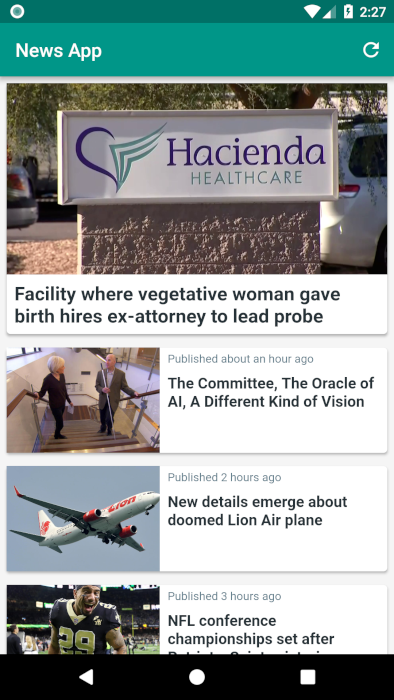 2:27
News App
Hacienda
HEALTHCARE
Facility where vegetative woman gave
birth hires ex-attorney to lead probe
Published about an hour ago
The Committee, The Oracle of
AI, A Different Kind of Vision
Published 2 hours ago
New details emerge about
doomed Lion Air plane
lion
Published 3 hours ago
NFL conference
championships set after
29